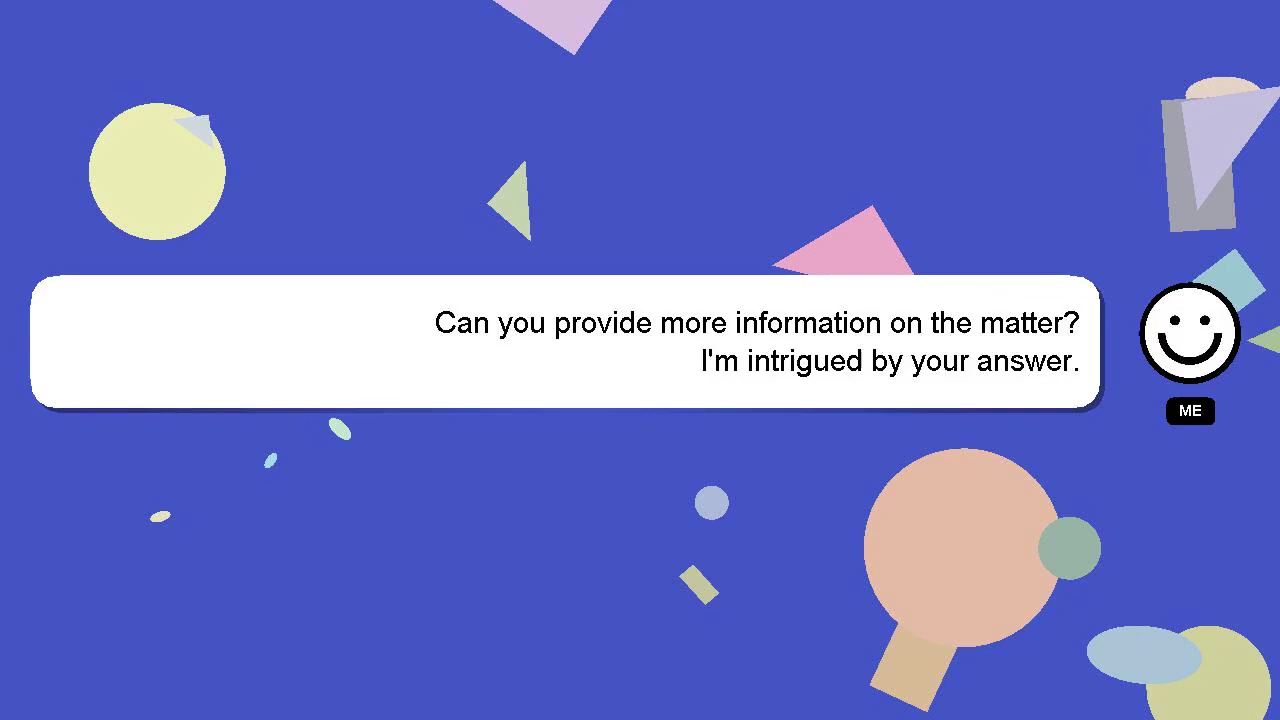 Can you provide more information on the matter?
I'm intrigued by your answer.
ME